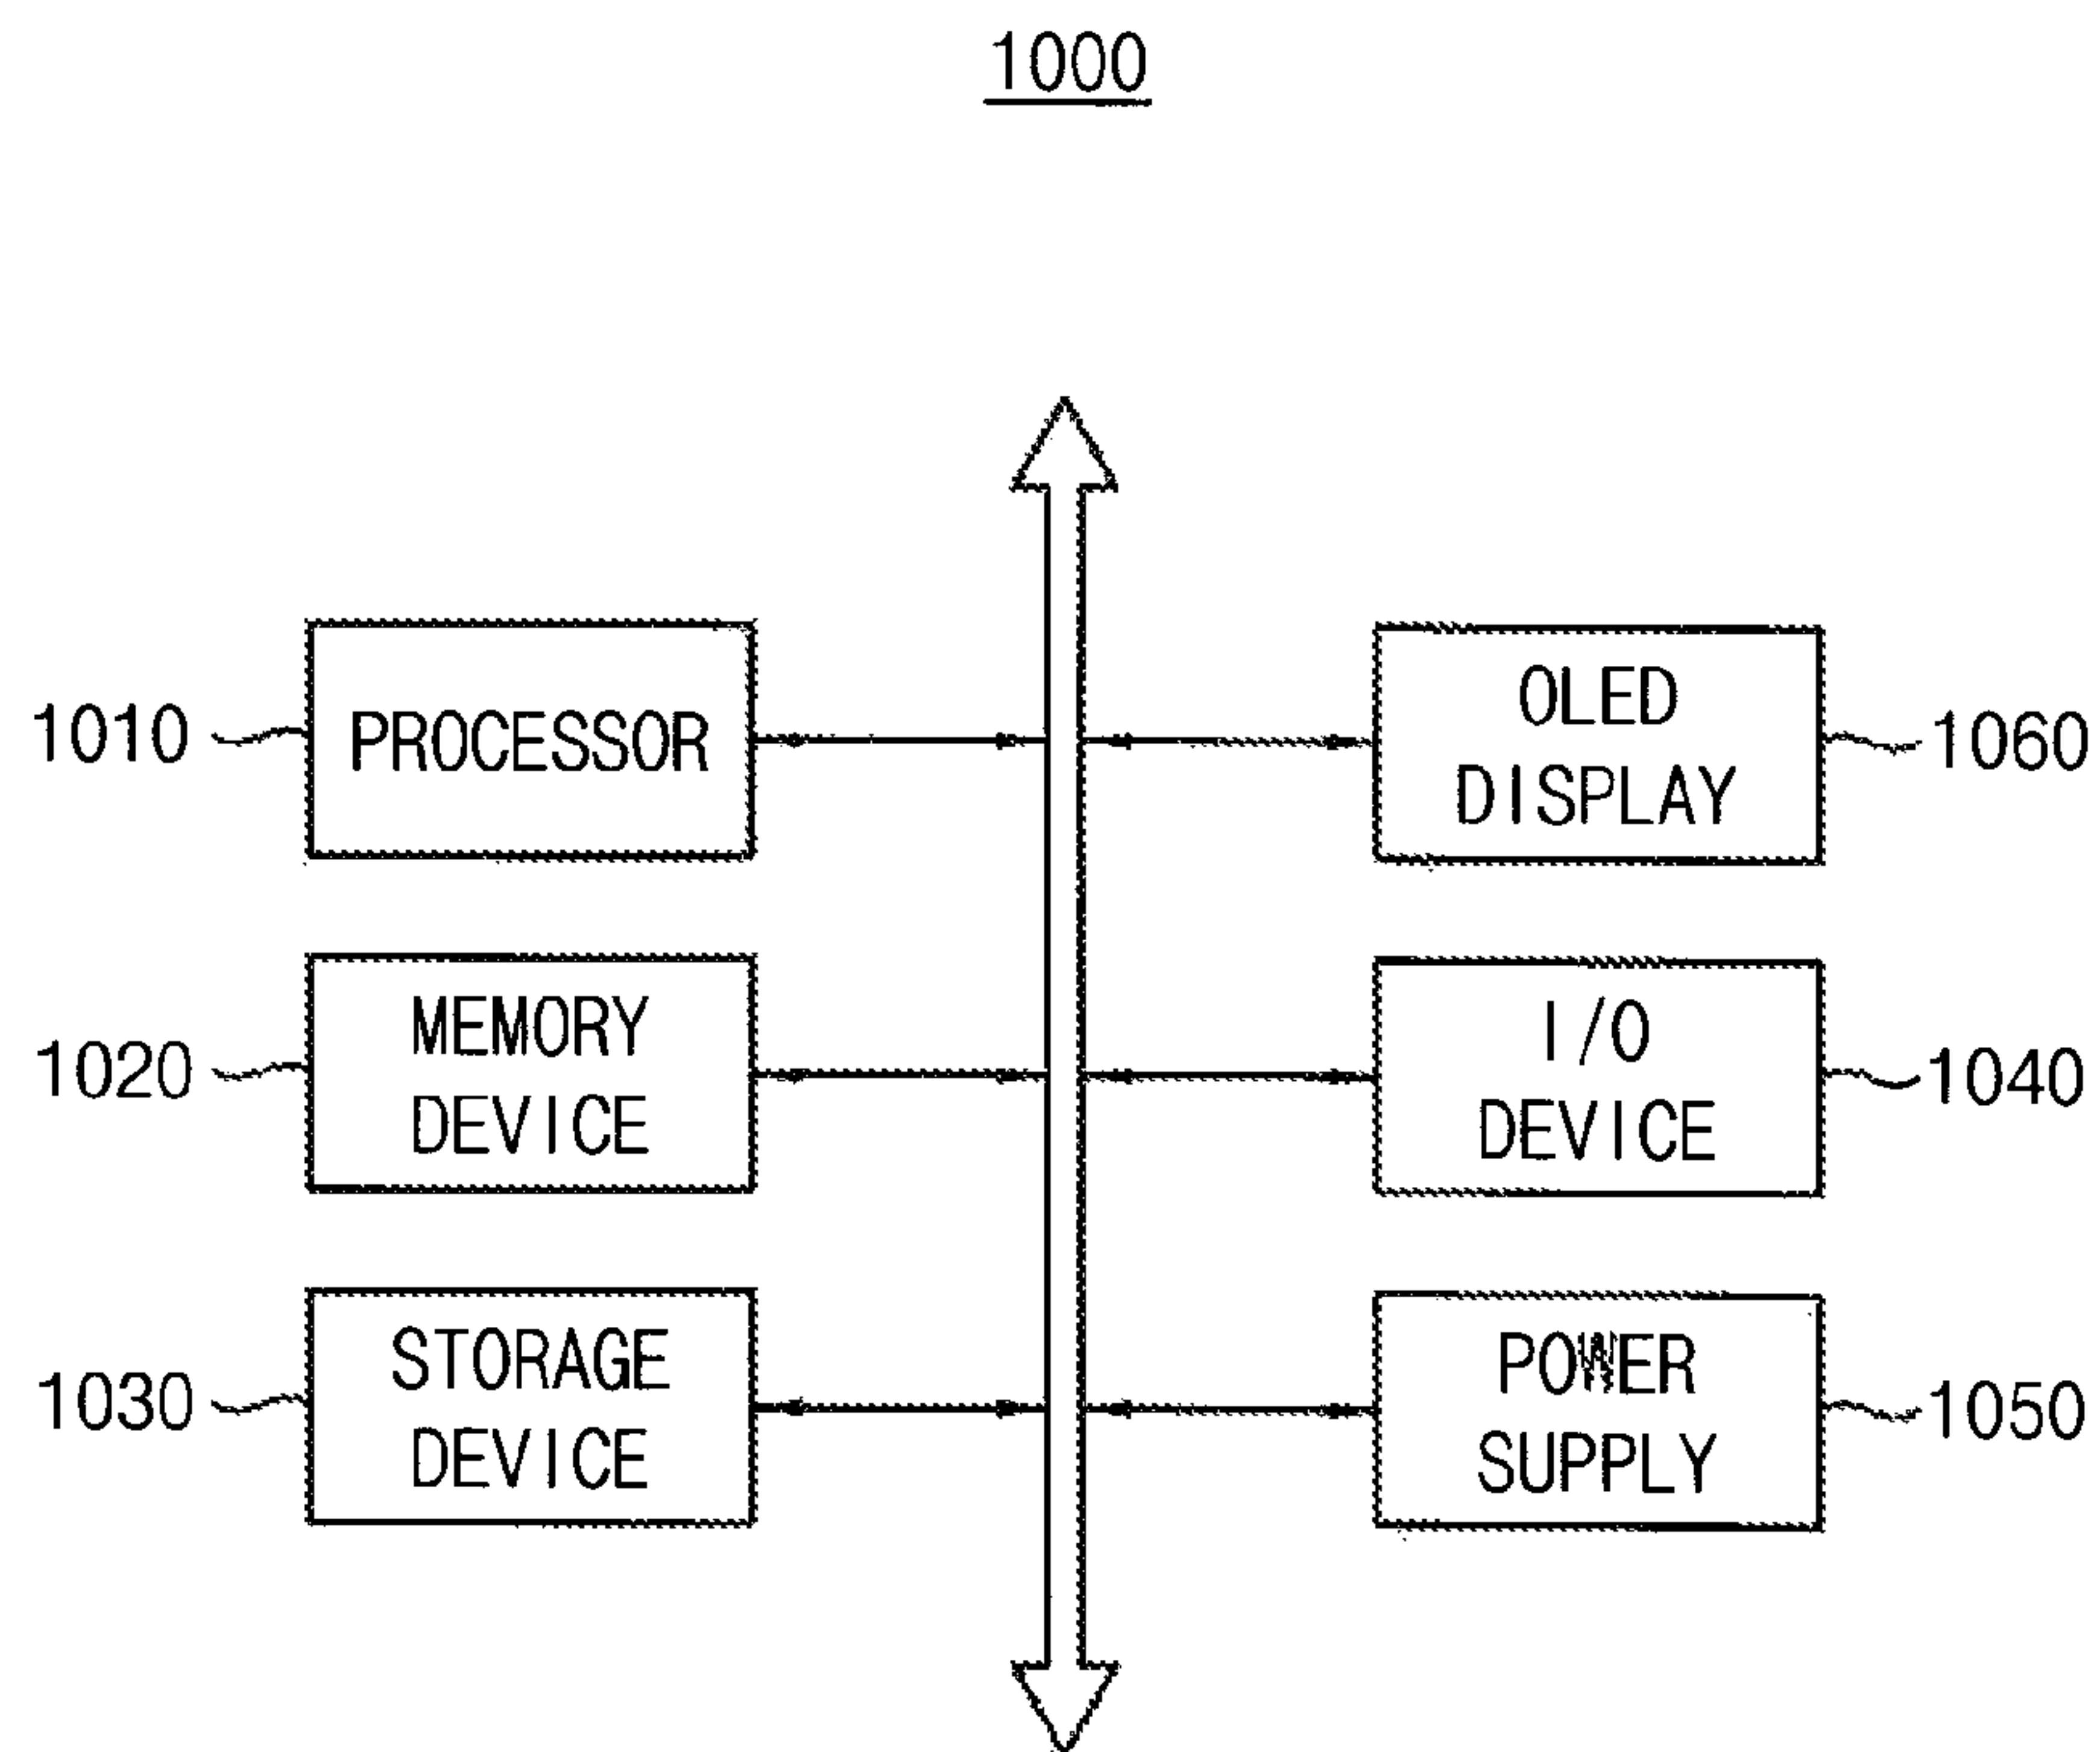 1000
1010
PROCESSOR
OLED
DISPLAY
1060
1020
MEMORY
DEVICE
I/O
DEVICE
1040
1030
STORAGE
DEVICE
POWER
SUPPLY
1050